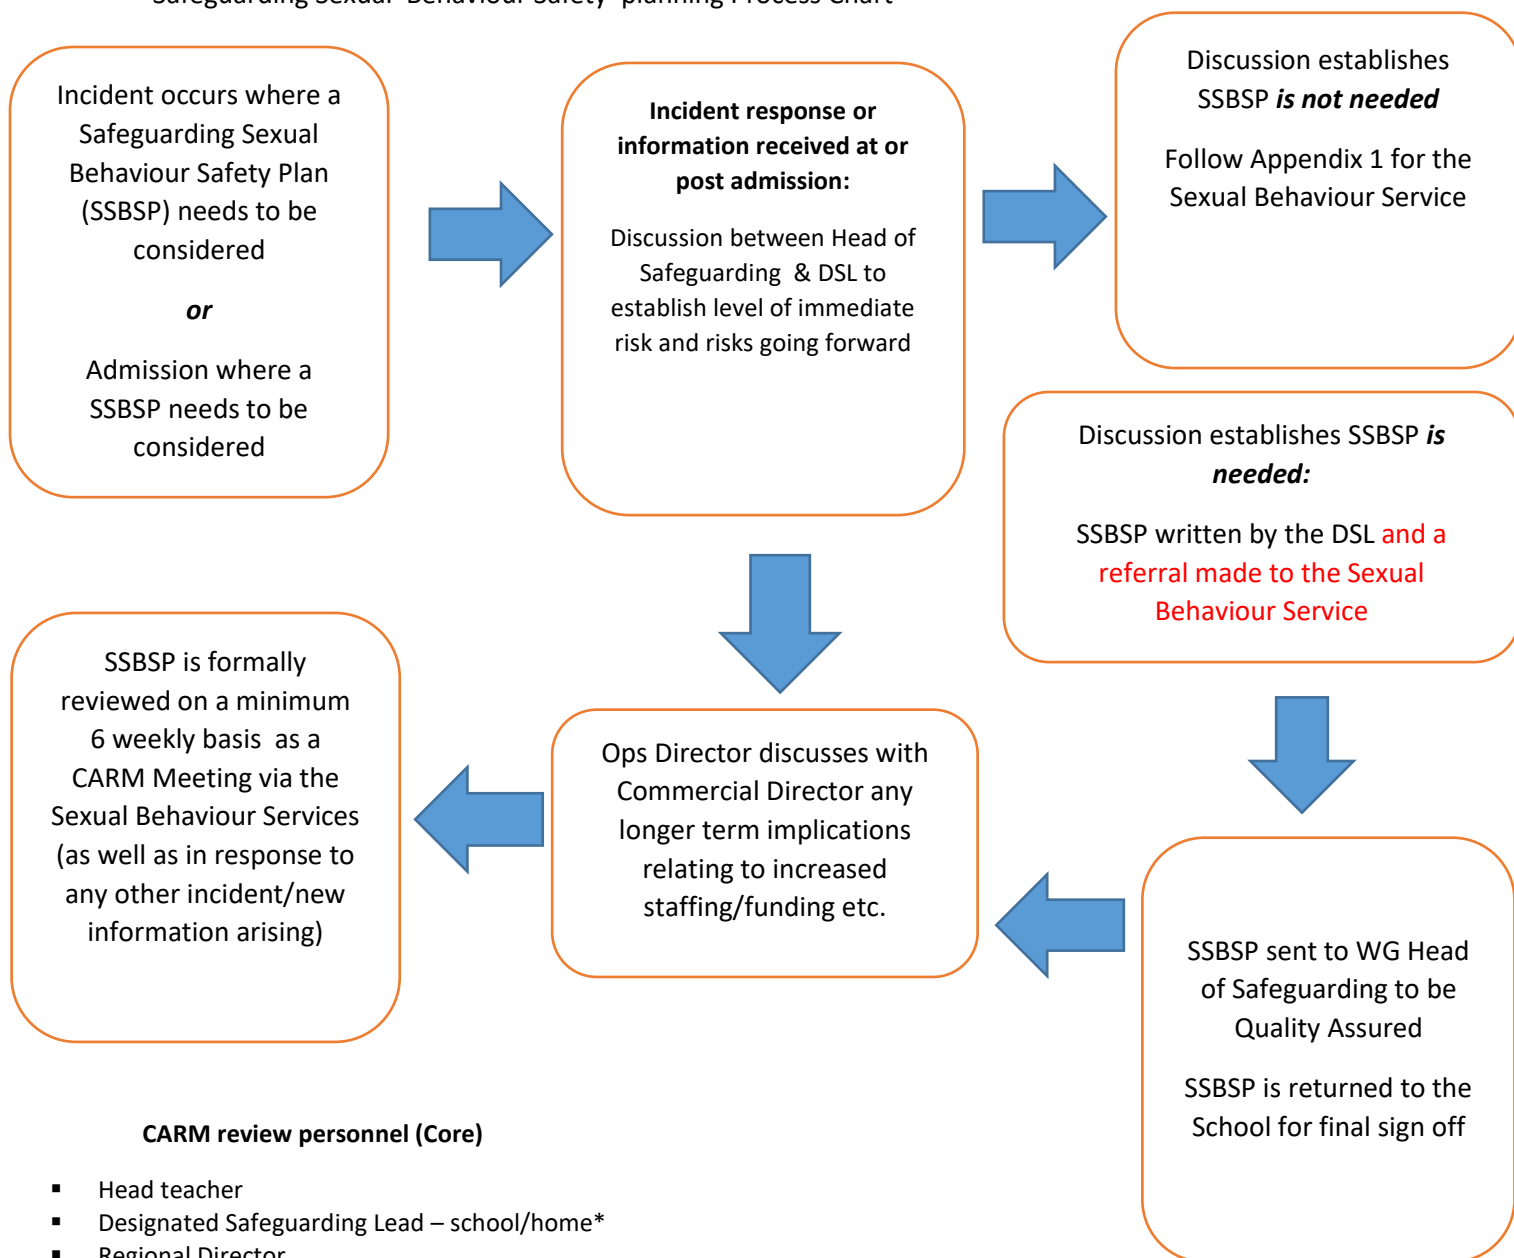 Safeguarding Sexual Behaviour Safety planning Process Chart
Incident occurs where a
Safeguarding Sexual
Behaviour Safety Plan
(SSBSP) needs to be
considered
or
Admission where a
SSBSP needs to be
considered
Incident response or
information received at or
post admission:
Discussion between Head of
Safeguarding & DSL to
establish level of immediate
risk and risks going forward
Discussion establishes
SSBSP is not needed
Follow Appendix 1 for the
Sexual Behaviour Service
Discussion establishes SSBSP is
needed:
SSBSP written by the DSL and a
referral made to the Sexual
Behaviour Service
SSBSP sent to WG Head
of Safeguarding to be
Quality Assured
SSBSP is returned to the
School for final sign off
Ops Director discusses with
Commercial Director any
longer term implications
relating to increased
staffing/funding etc.
SSBSP is formally
reviewed on a minimum
6 weekly basis as a
CARM Meeting via the
Sexual Behaviour Services
(as well as in response to
any other incident/new
information arising)
CARM review personnel (Core)
▪ Head teacher
▪ Designated Safeguarding Lead – school/home*
▪ Regional Director